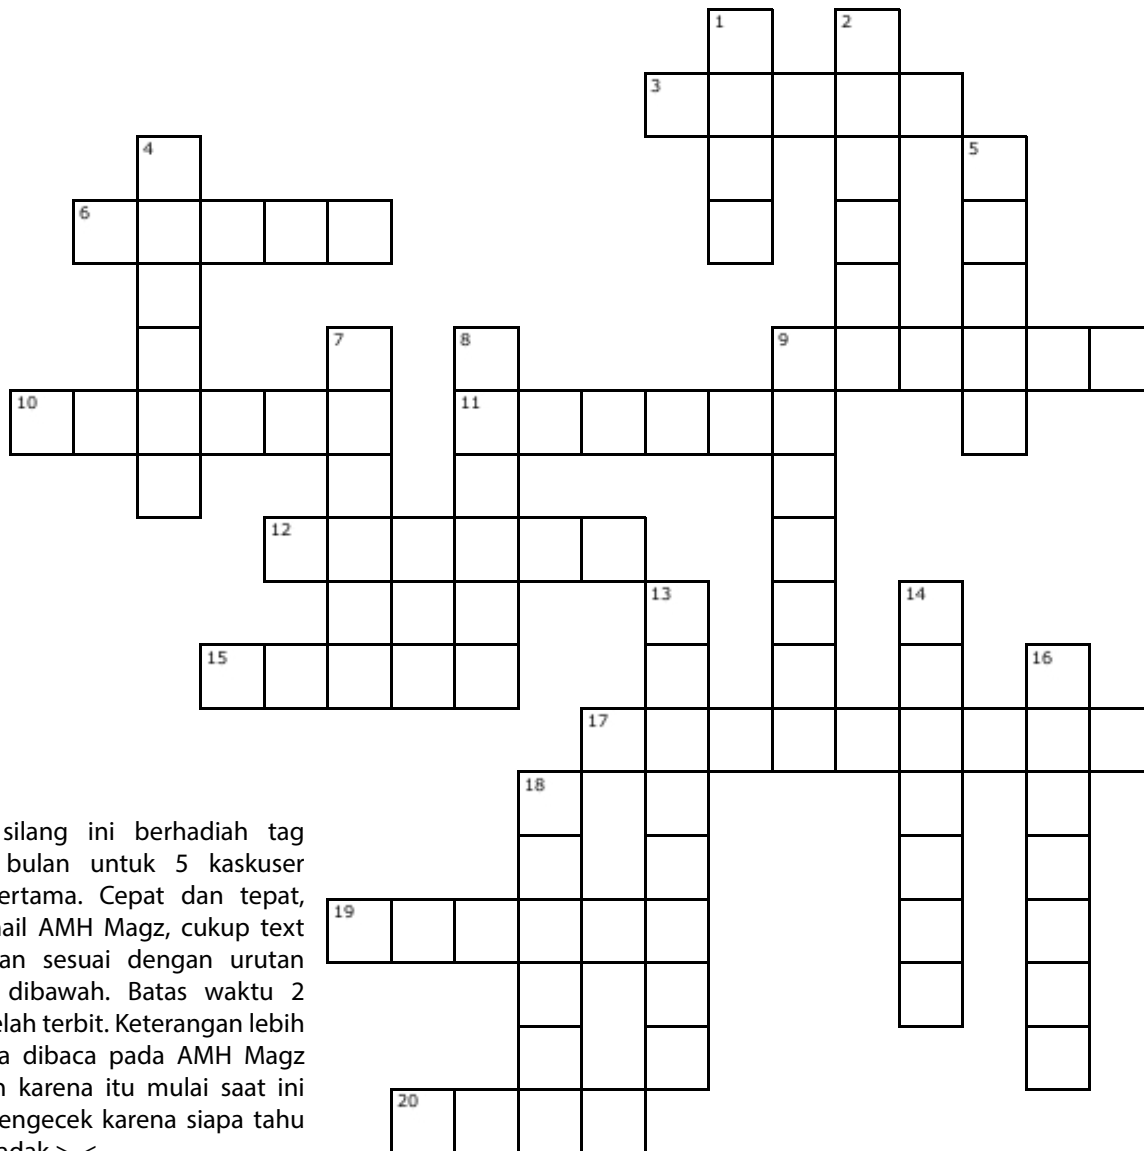 1 2
3
4 5
6
7 8 9
10 11
12
13 14
15 16
17
18
silang ini berhadiah tag
bulan untuk 5 kaskuser
ertama. Cepat dan tepat,
ail AMH Magz, cukup text
an sesuai dengan urutan
19
dibawah. Batas waktu 2
elah terbit. Keterangan lebih
a dibaca pada AMH Magz
karena itu mulai saat ini
engecek karena siapa tahu
20